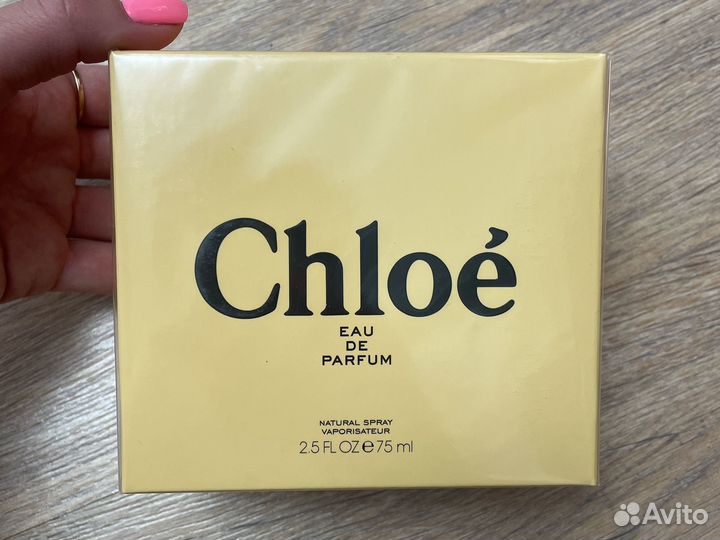 Chloé
EAU
DE
PARFUM
NATURAL SPRAY
VAPORISATEUR
2.5 FL OZ e 75 ml
Avito